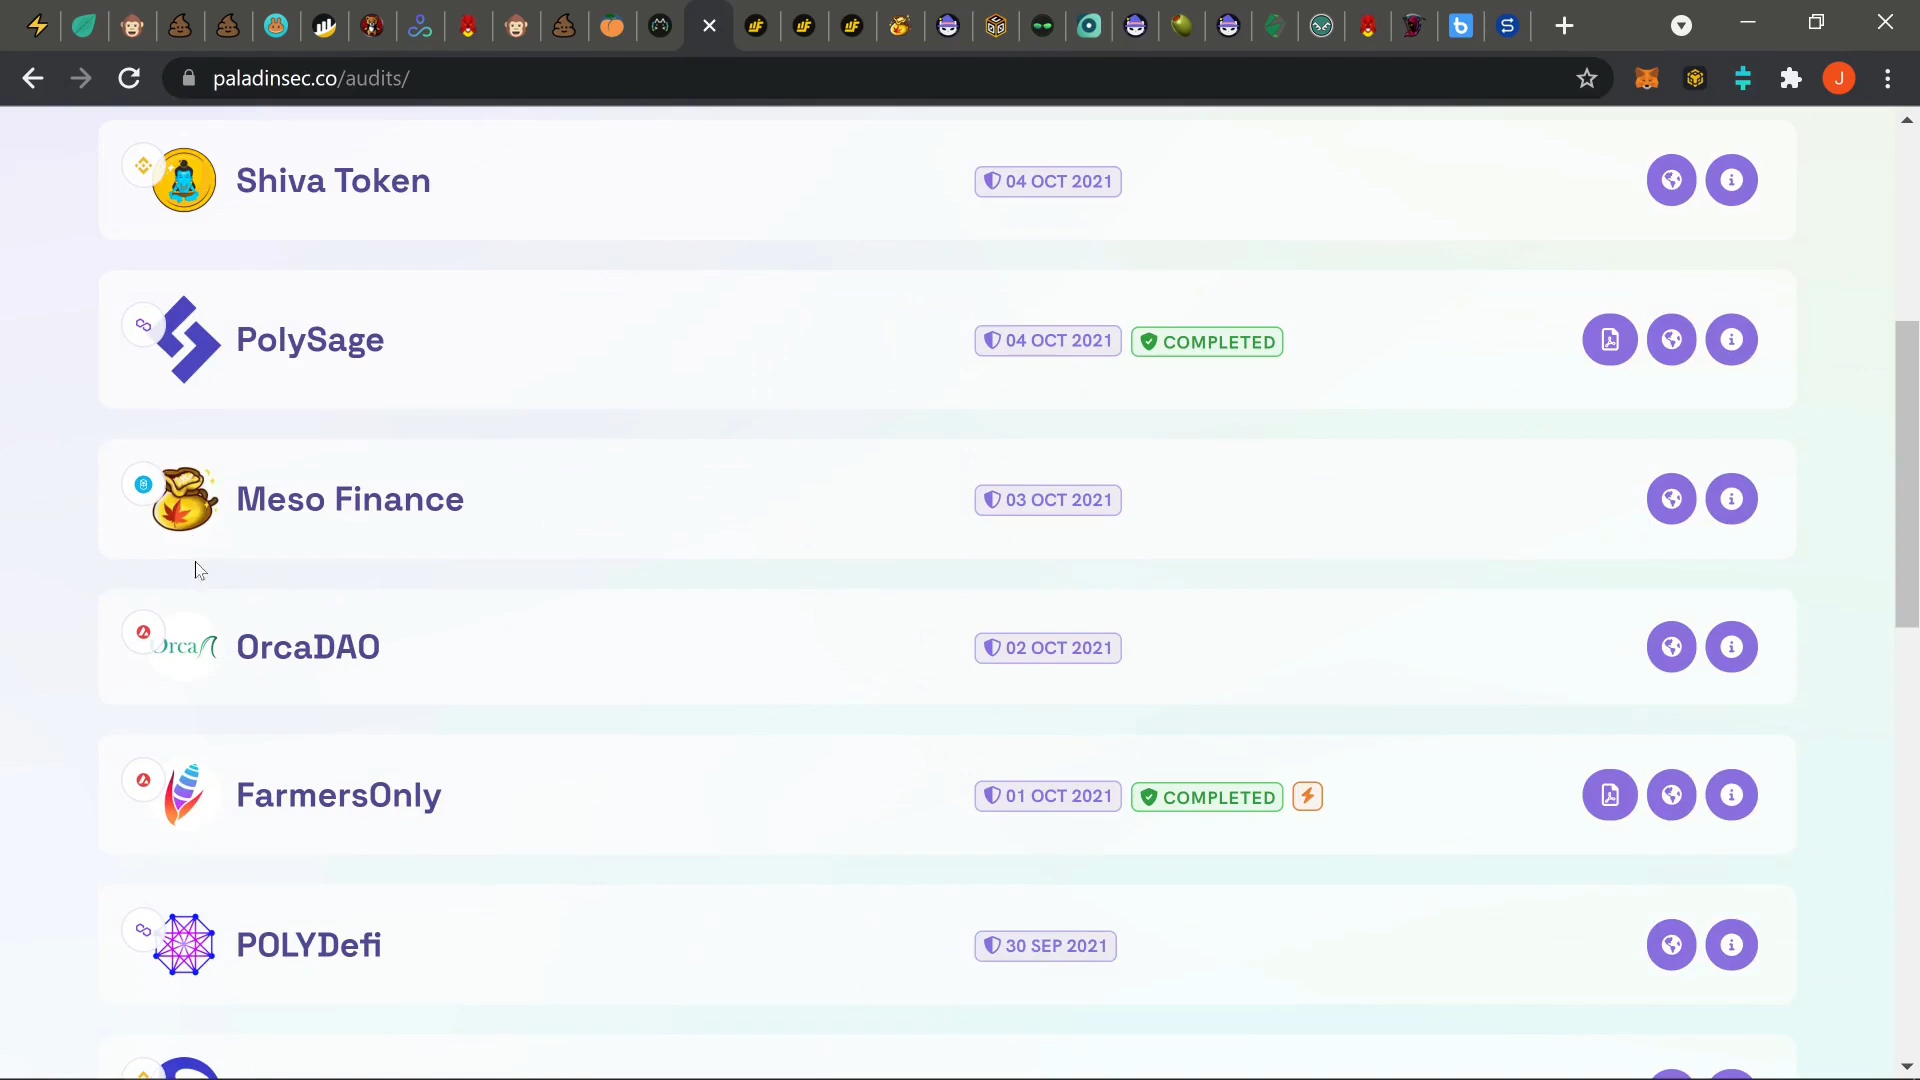 paladinsec.co/audits/
J
Shiva Token
04 OCT 2021
PolySage
04 OCT 2021
COMPLETED
Meso Finance
03 OCT 2021
Orca
OrcaDAO
02 OCT 2021
FarmersOnly
01 OCT 2021
COMPLETED
POLYDefi
30 SEP 2021